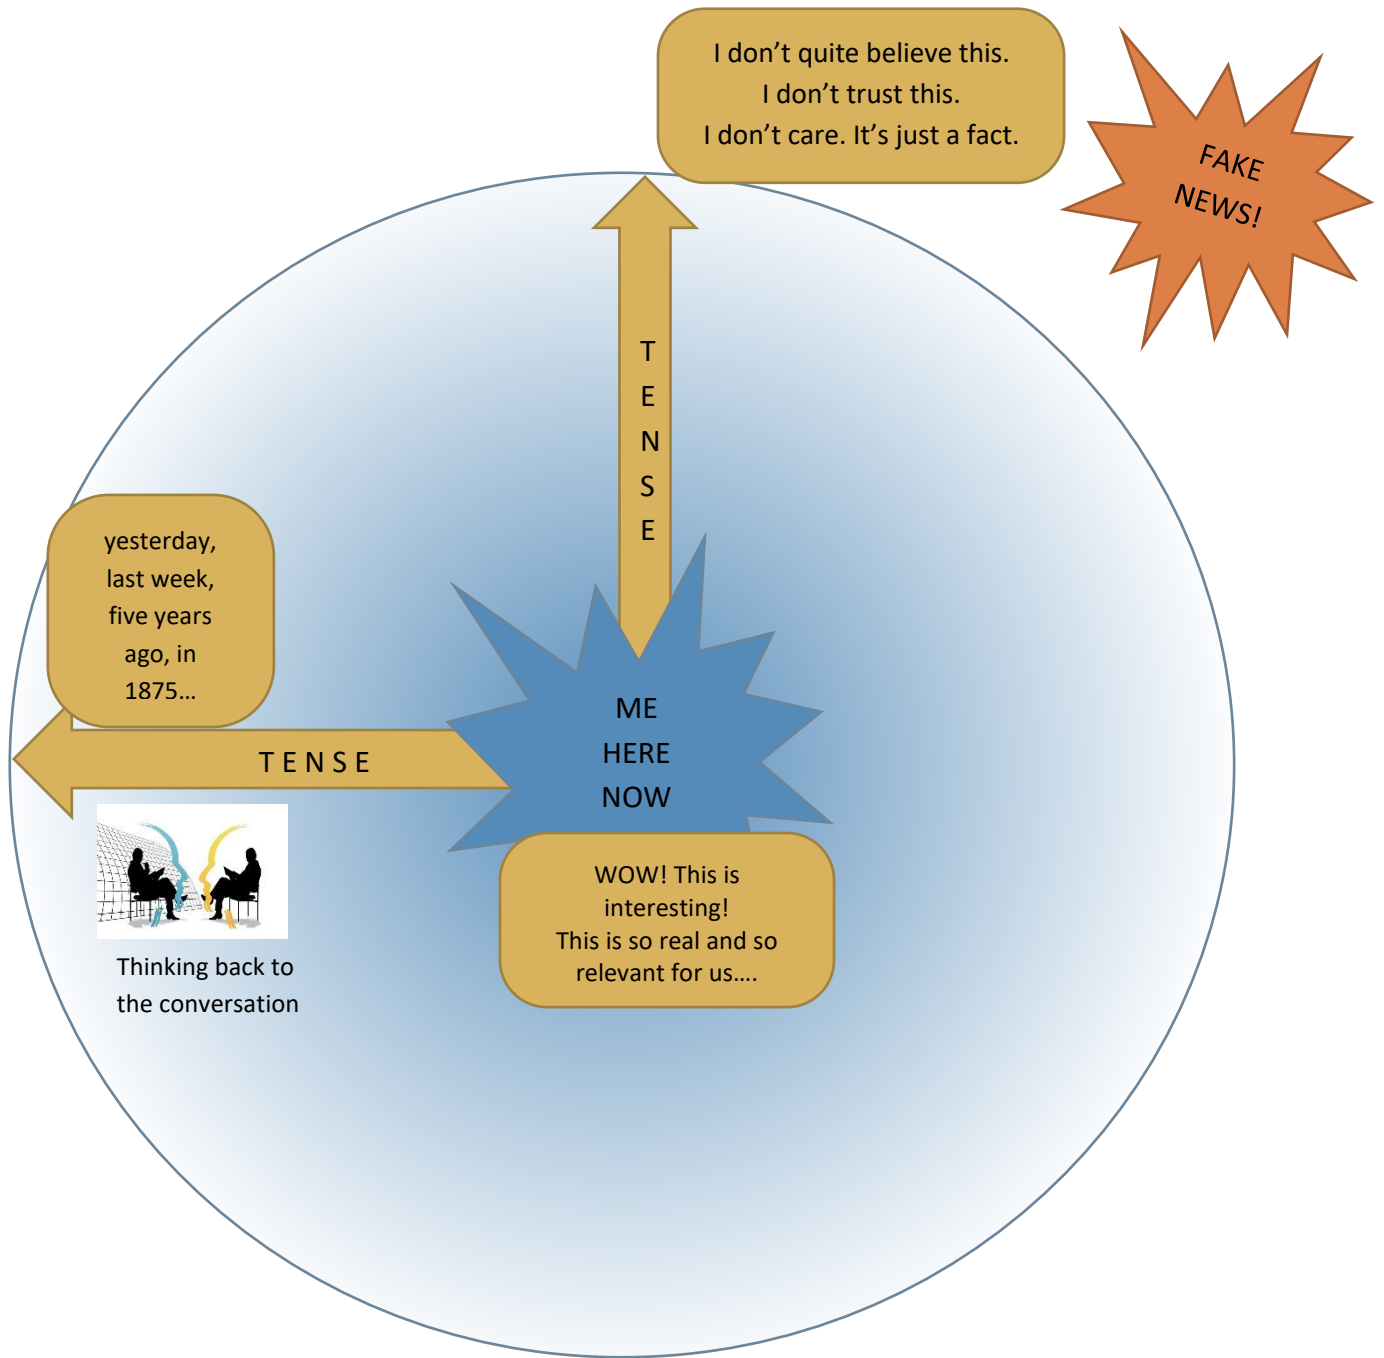 I don’t quite believe this.
I don’t trust this.
I don’t care. It’s just a fact.
FAKE
NEWS!
T
E
N
S
E
yesterday,
last week,
five years
ago, in
1875…
T E N S E
ME
HERE
NOW
WOW! This is
interesting!
This is so real and so
relevant for us….
Thinking back to
the conversation